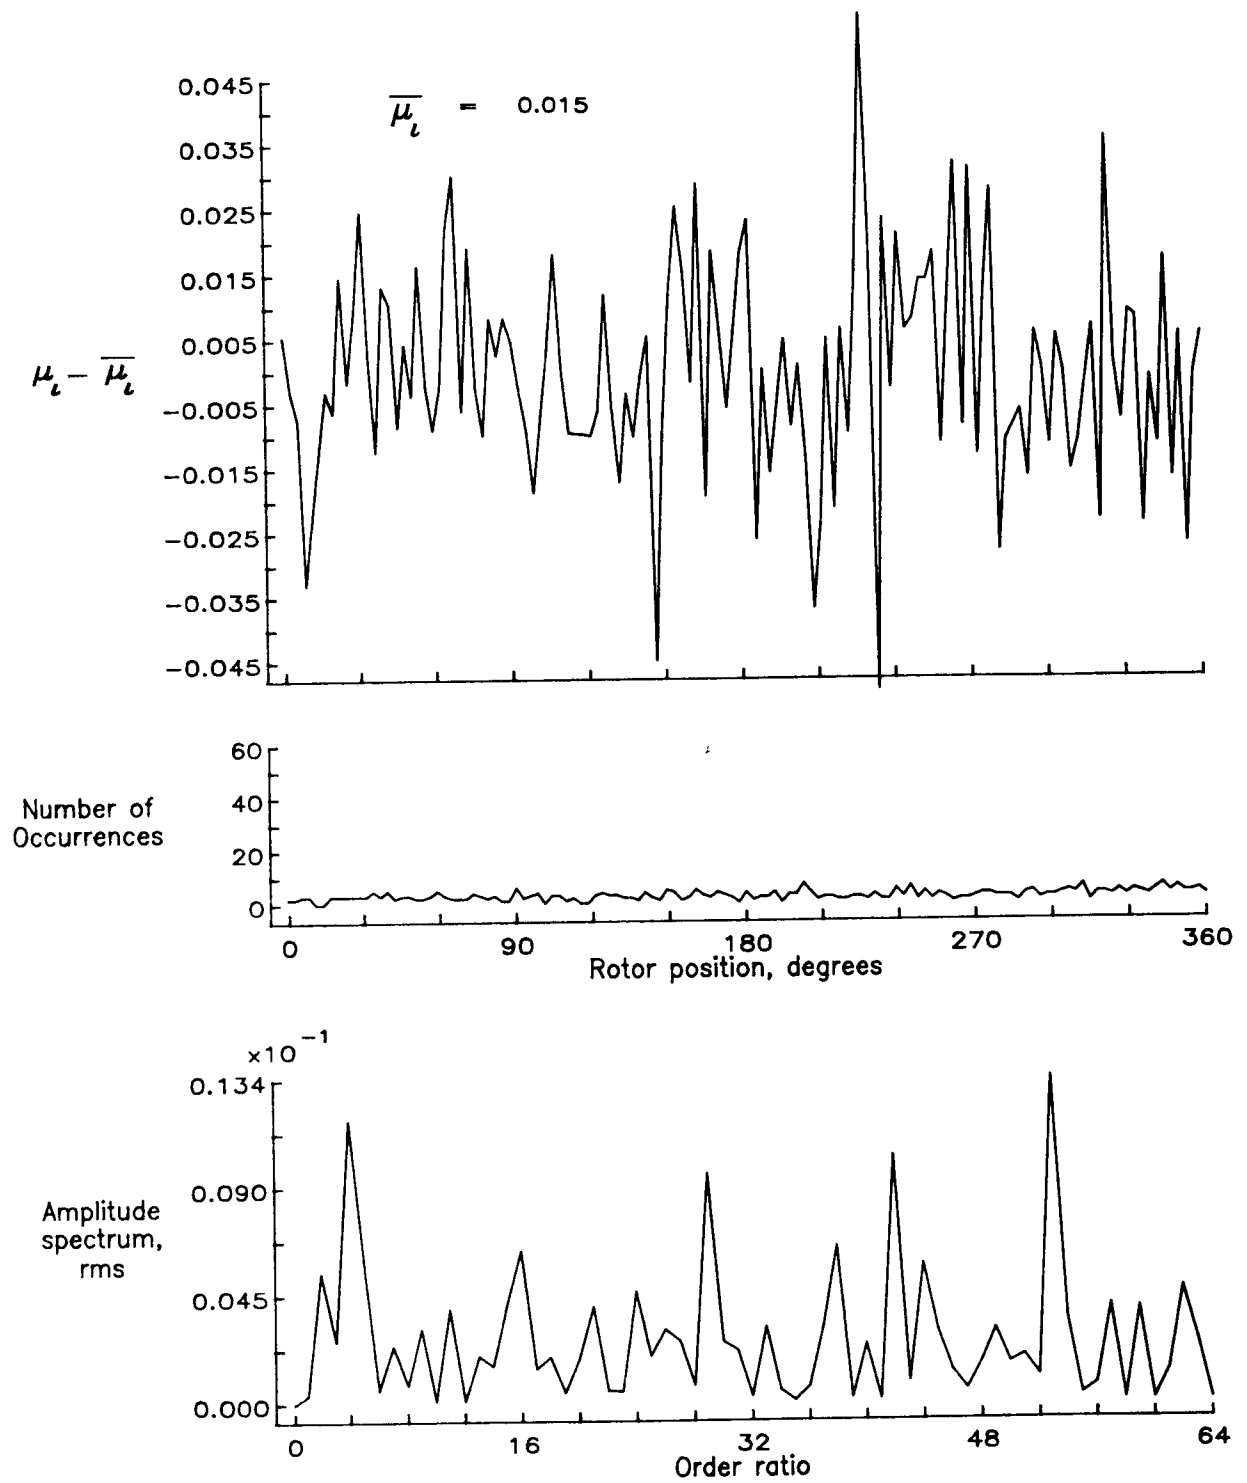 0.045
μ̅ι = 0.015
0.035
0.025
0.015
0.005
μι − μ̅ι
−0.005
−0.015
−0.025
−0.035
−0.045
60
Number of
Occurrences
40
20
0
0 90 180 270 360
Rotor position, degrees
×10⁻¹
0.134
0.090
Amplitude
spectrum,
rms
0.045
0.000
0 16 32 48 64
Order ratio